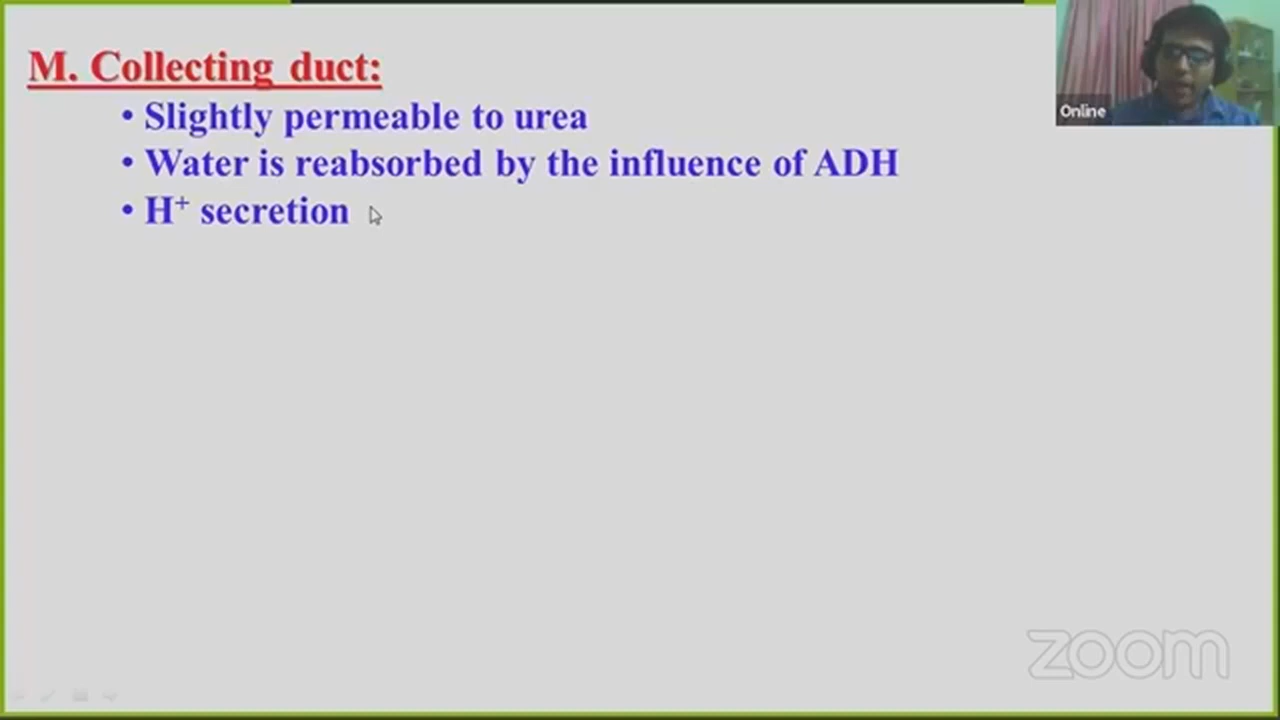 M. Collecting duct:
• Slightly permeable to urea
• Water is reabsorbed by the influence of ADH
• H⁺ secretion
Online
zoom